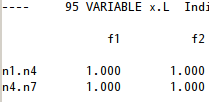 ---- 95 VARIABLE x.L Indi
f1 f2
n1.n4 1.000 1.000
n4.n7 1.000 1.000